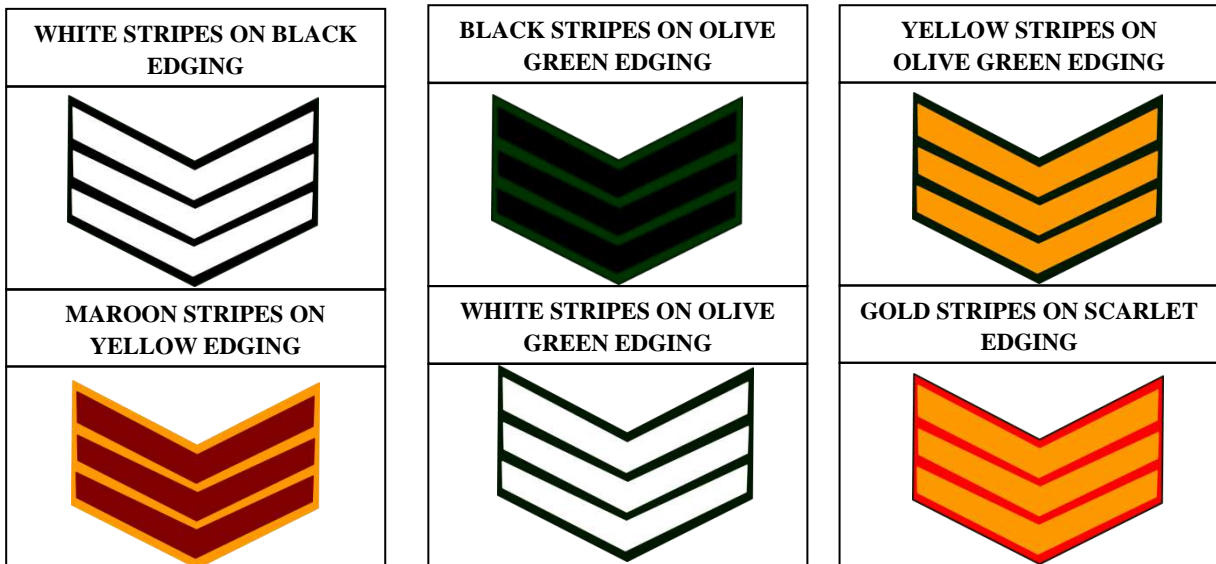 WHITE STRIPES ON BLACK
EDGING
BLACK STRIPES ON OLIVE
GREEN EDGING
YELLOW STRIPES ON
OLIVE GREEN EDGING
MAROON STRIPES ON
YELLOW EDGING
WHITE STRIPES ON OLIVE
GREEN EDGING
GOLD STRIPES ON SCARLET
EDGING